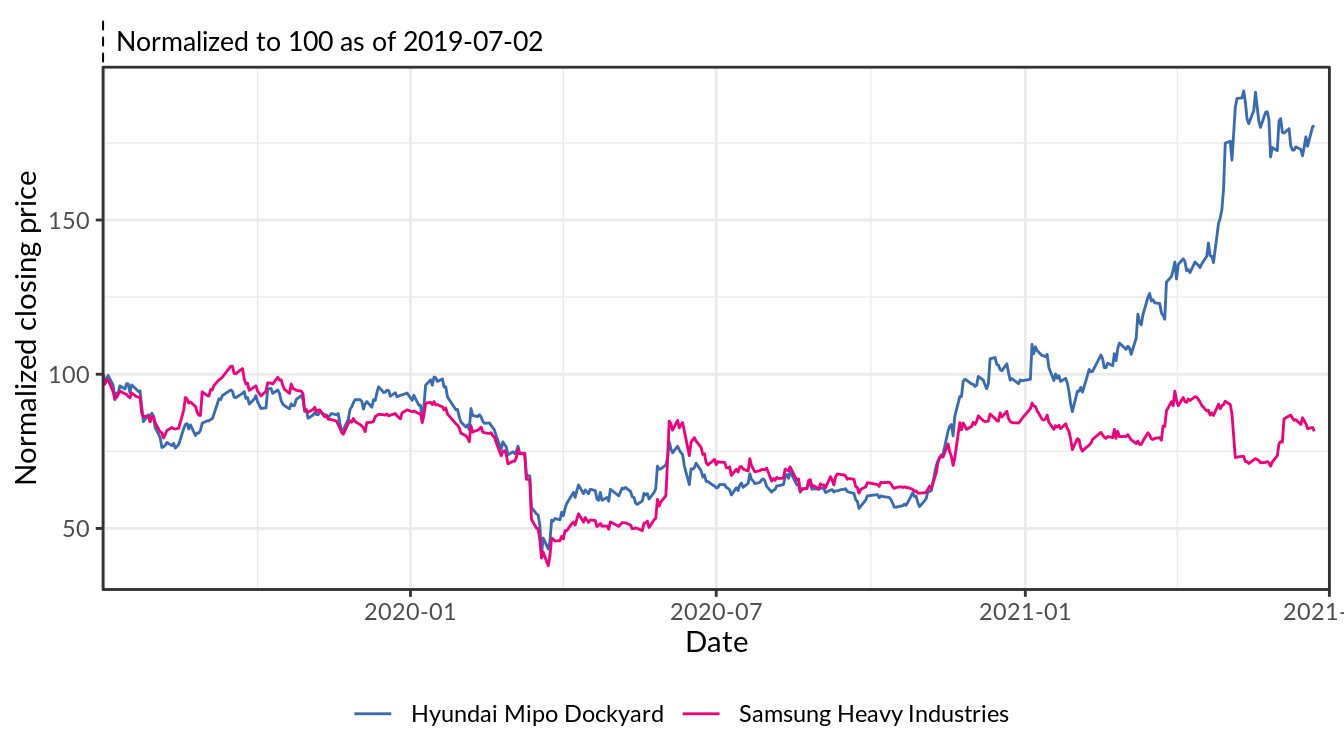 Normalized to 100 as of 2019-07-02
Normalized closing price
150
100
50
2020-01
2020-07
2021-01
2021-
Date
Hyundai Mipo Dockyard
Samsung Heavy Industries